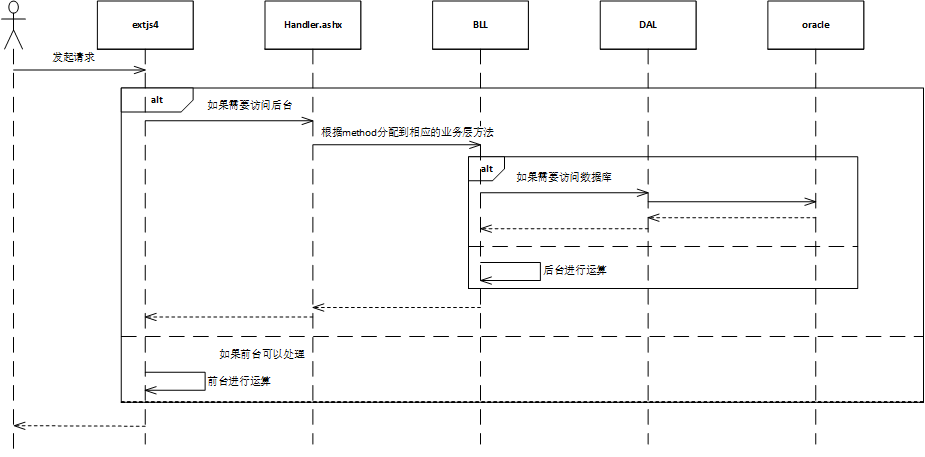 extjs4
Handler.ashx
BLL
DAL
oracle
发起请求
alt
如果需要访问后台
根据method分配到相应的业务层方法
alt
如果需要访问数据库
后台进行运算
如果前台可以处理
前台进行运算